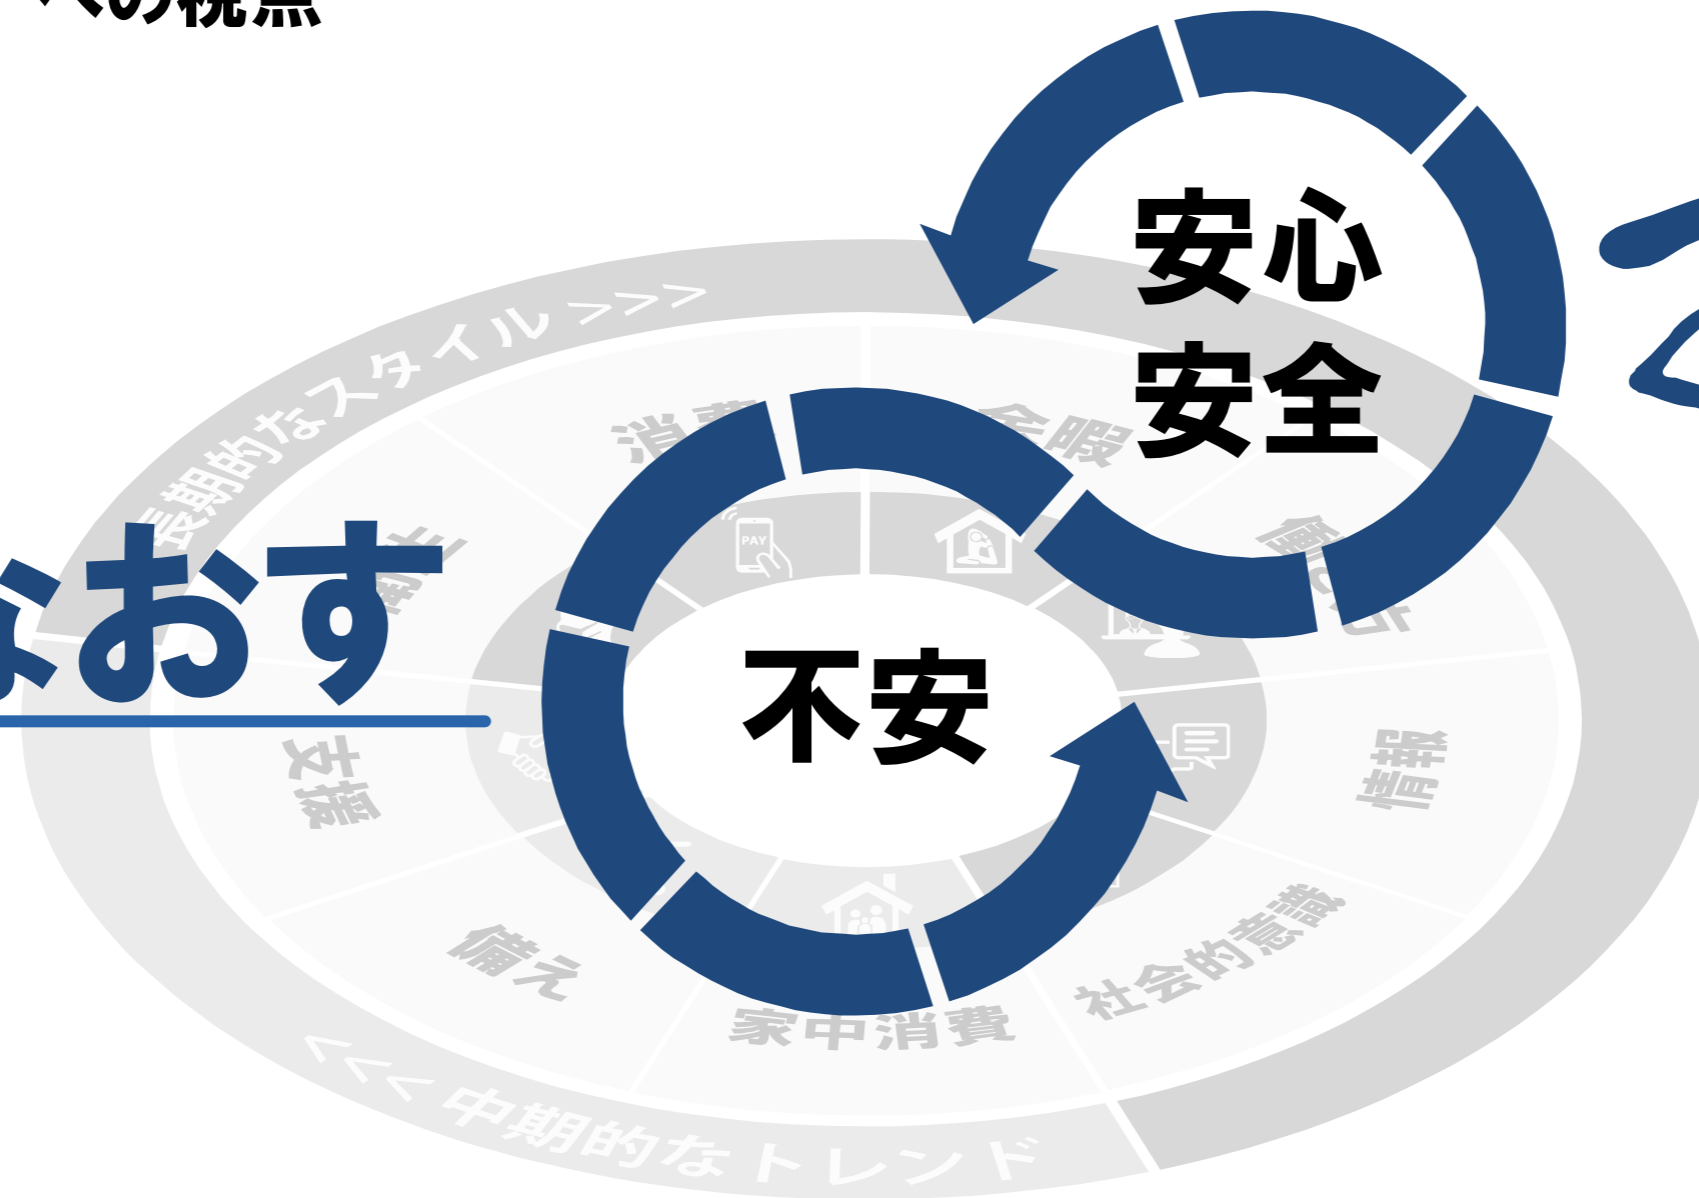 への視点
安心
安全
長期的なスタイル >>>
消費
余暇
なおす
働き方
PAY
不安
支援
情報
備え
社会的意識
家中消費
<<< 中期的なトレンド